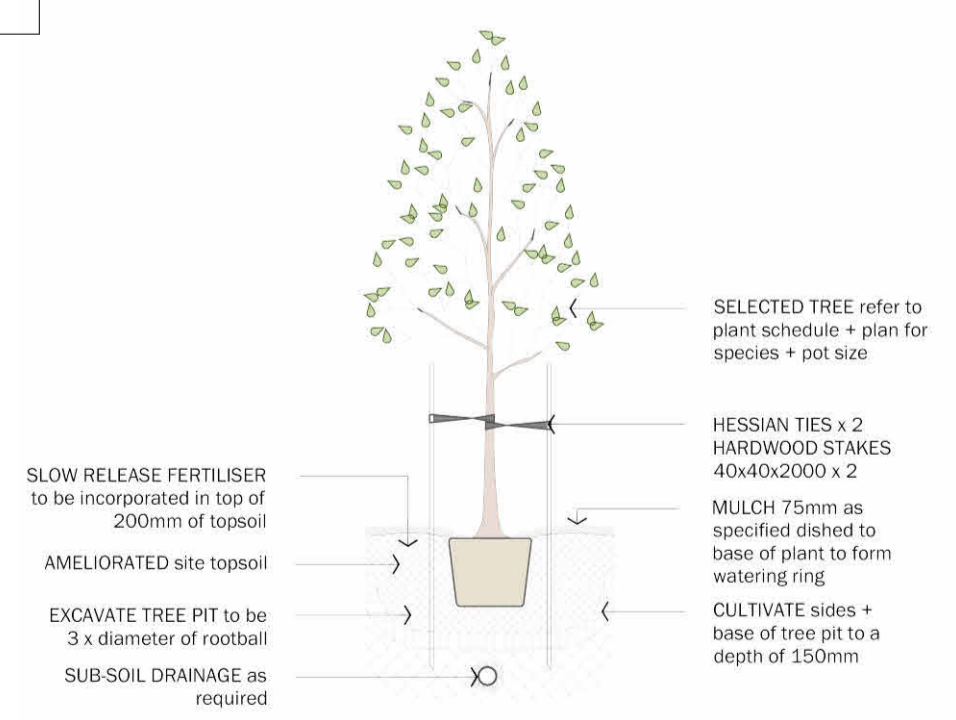 SELECTED TREE refer to
plant schedule + plan for
species + pot size
HESSIAN TIES x 2
HARDWOOD STAKES
40x40x2000 x 2
SLOW RELEASE FERTILISER
to be incorporated in top of
200mm of topsoil
MULCH 75mm as
specified dished to
base of plant to form
watering ring
AMELIORATED site topsoil
EXCAVATE TREE PIT to be
3 x diameter of rootball
CULTIVATE sides +
base of tree pit to a
depth of 150mm
SUB-SOIL DRAINAGE as
required